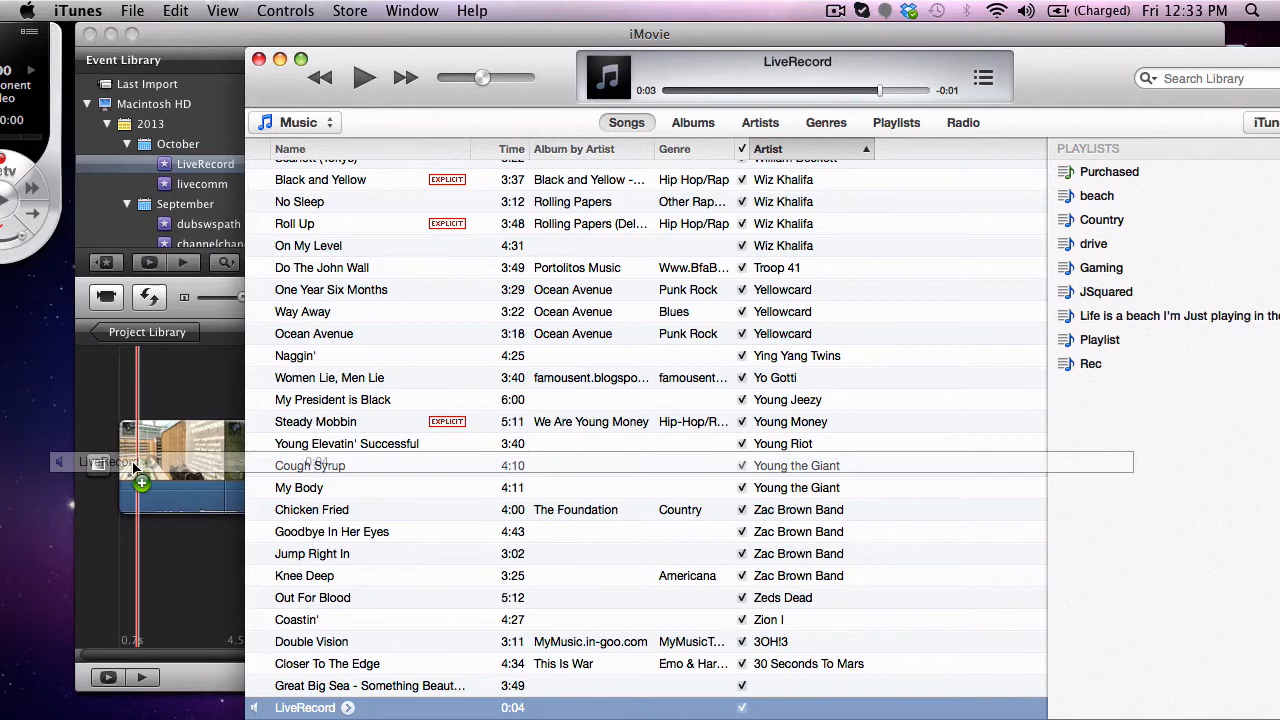 iTunes File Edit View Controls Store Window Help (Charged) Fri 12:33 PM
iMovie
Event Library
Last Import
Macintosh HD
2013
October
LiveRecord
livecomm
September
dubswspath
channelchan
Project Library
0.7s 4.5
LiveRecord 0:04
LiveRecord
0:03 -0:01
Search Library
Music Songs Albums Artists Genres Playlists Radio iTun
Name Time Album by Artist Genre ✓ Artist
Black and Yellow EXPLICIT 3:37 Black and Yellow -... Hip Hop/Rap Wiz Khalifa
No Sleep 3:12 Rolling Papers Other Rap... Wiz Khalifa
Roll Up EXPLICIT 3:48 Rolling Papers (Del... Hip Hop/Rap Wiz Khalifa
On My Level 4:31 Wiz Khalifa
Do The John Wall 3:49 Portolitos Music Www.BfaB... Troop 41
One Year Six Months 3:29 Ocean Avenue Punk Rock Yellowcard
Way Away 3:22 Ocean Avenue Blues Yellowcard
Ocean Avenue 3:18 Ocean Avenue Punk Rock Yellowcard
Naggin' 4:25 Ying Yang Twins
Women Lie, Men Lie 3:40 famousent.blogspo... famousent... Yo Gotti
My President is Black 6:00 Young Jeezy
Steady Mobbin EXPLICIT 5:11 We Are Young Money Hip-Hop/R... Young Money
Young Elevatin' Successful 3:40 Young Riot
Cough Syrup 4:10 Young the Giant
My Body 4:11 Young the Giant
Chicken Fried 4:00 The Foundation Country Zac Brown Band
Goodbye In Her Eyes 4:43 Zac Brown Band
Jump Right In 3:02 Zac Brown Band
Knee Deep 3:25 Americana Zac Brown Band
Out For Blood 5:12 Zeds Dead
Coastin' 4:27 Zion I
Double Vision 3:11 MyMusic.in-goo.com MyMusicT... 3OH!3
Closer To The Edge 4:34 This Is War Emo & Har... 30 Seconds To Mars
Great Big Sea - Something Beaut... 3:49
LiveRecord 0:04
PLAYLISTS
Purchased
beach
Country
drive
Gaming
JSquared
Life is a beach I'm Just playing in the
Playlist
Rec